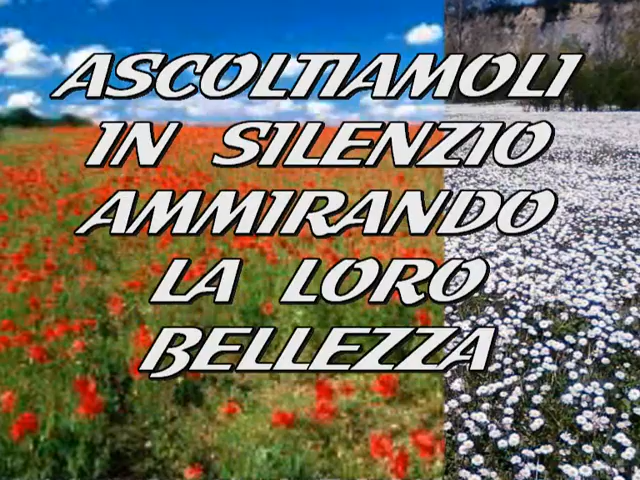 ASCOLTIAMOLI
IN SILENZIO
AMMIRANDO
LA LORO
BELLEZZA